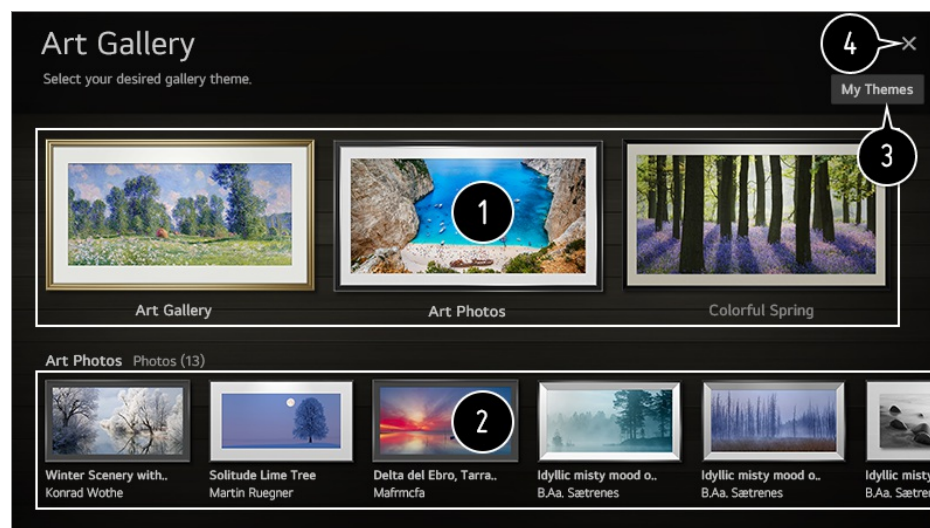 Art Gallery
Select your desired gallery theme.
4
My Themes
3
1
Art Gallery
Art Photos
Colorful Spring
Art Photos Photos (13)
2
Winter Scenery with..
Solitude Lime Tree
Delta del Ebro, Tarra..
Idyllic misty mood o..
Idyllic misty mood o..
Idyllic misty
Konrad Wothe
Martin Ruegner
Mafrmcfa
B.Aa. Sætrenes
B.Aa. Sætrenes
B.Aa. Sætre